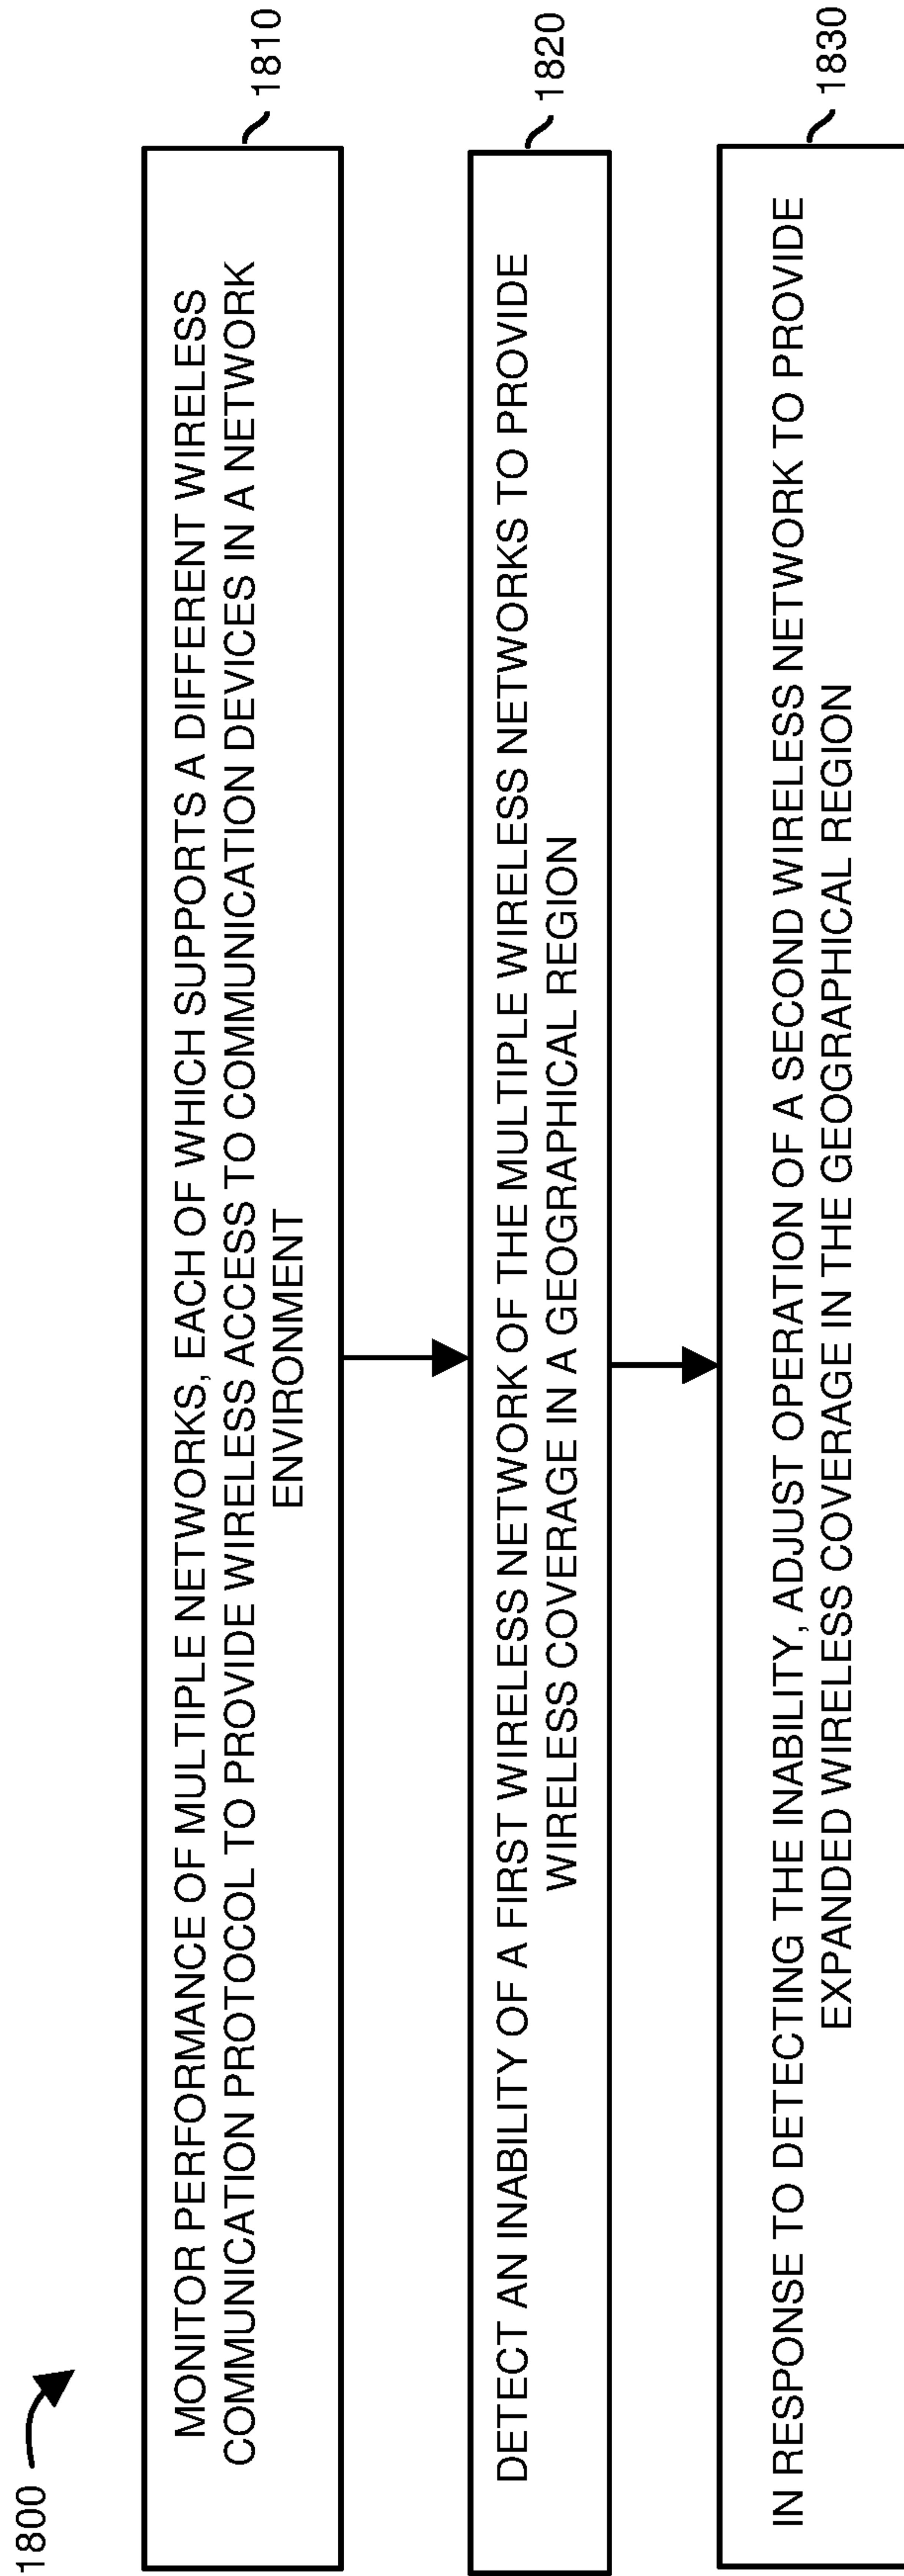 1800
MONITOR PERFORMANCE OF MULTIPLE NETWORKS, EACH OF WHICH SUPPORTS A DIFFERENT WIRELESS
COMMUNICATION PROTOCOL TO PROVIDE WIRELESS ACCESS TO COMMUNICATION DEVICES IN A NETWORK
ENVIRONMENT
1810
DETECT AN INABILITY OF A FIRST WIRELESS NETWORK OF THE MULTIPLE WIRELESS NETWORKS TO PROVIDE
WIRELESS COVERAGE IN A GEOGRAPHICAL REGION
1820
IN RESPONSE TO DETECTING THE INABILITY, ADJUST OPERATION OF A SECOND WIRELESS NETWORK TO PROVIDE
EXPANDED WIRELESS COVERAGE IN THE GEOGRAPHICAL REGION
1830